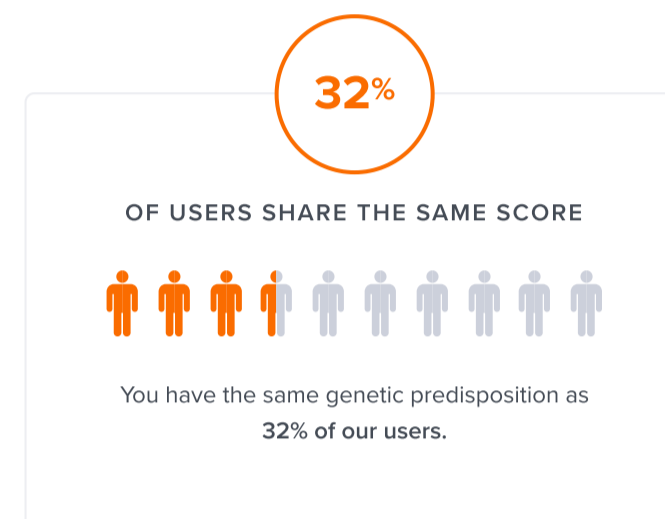 32%
OF USERS SHARE THE SAME SCORE
You have the same genetic predisposition as
32% of our users.